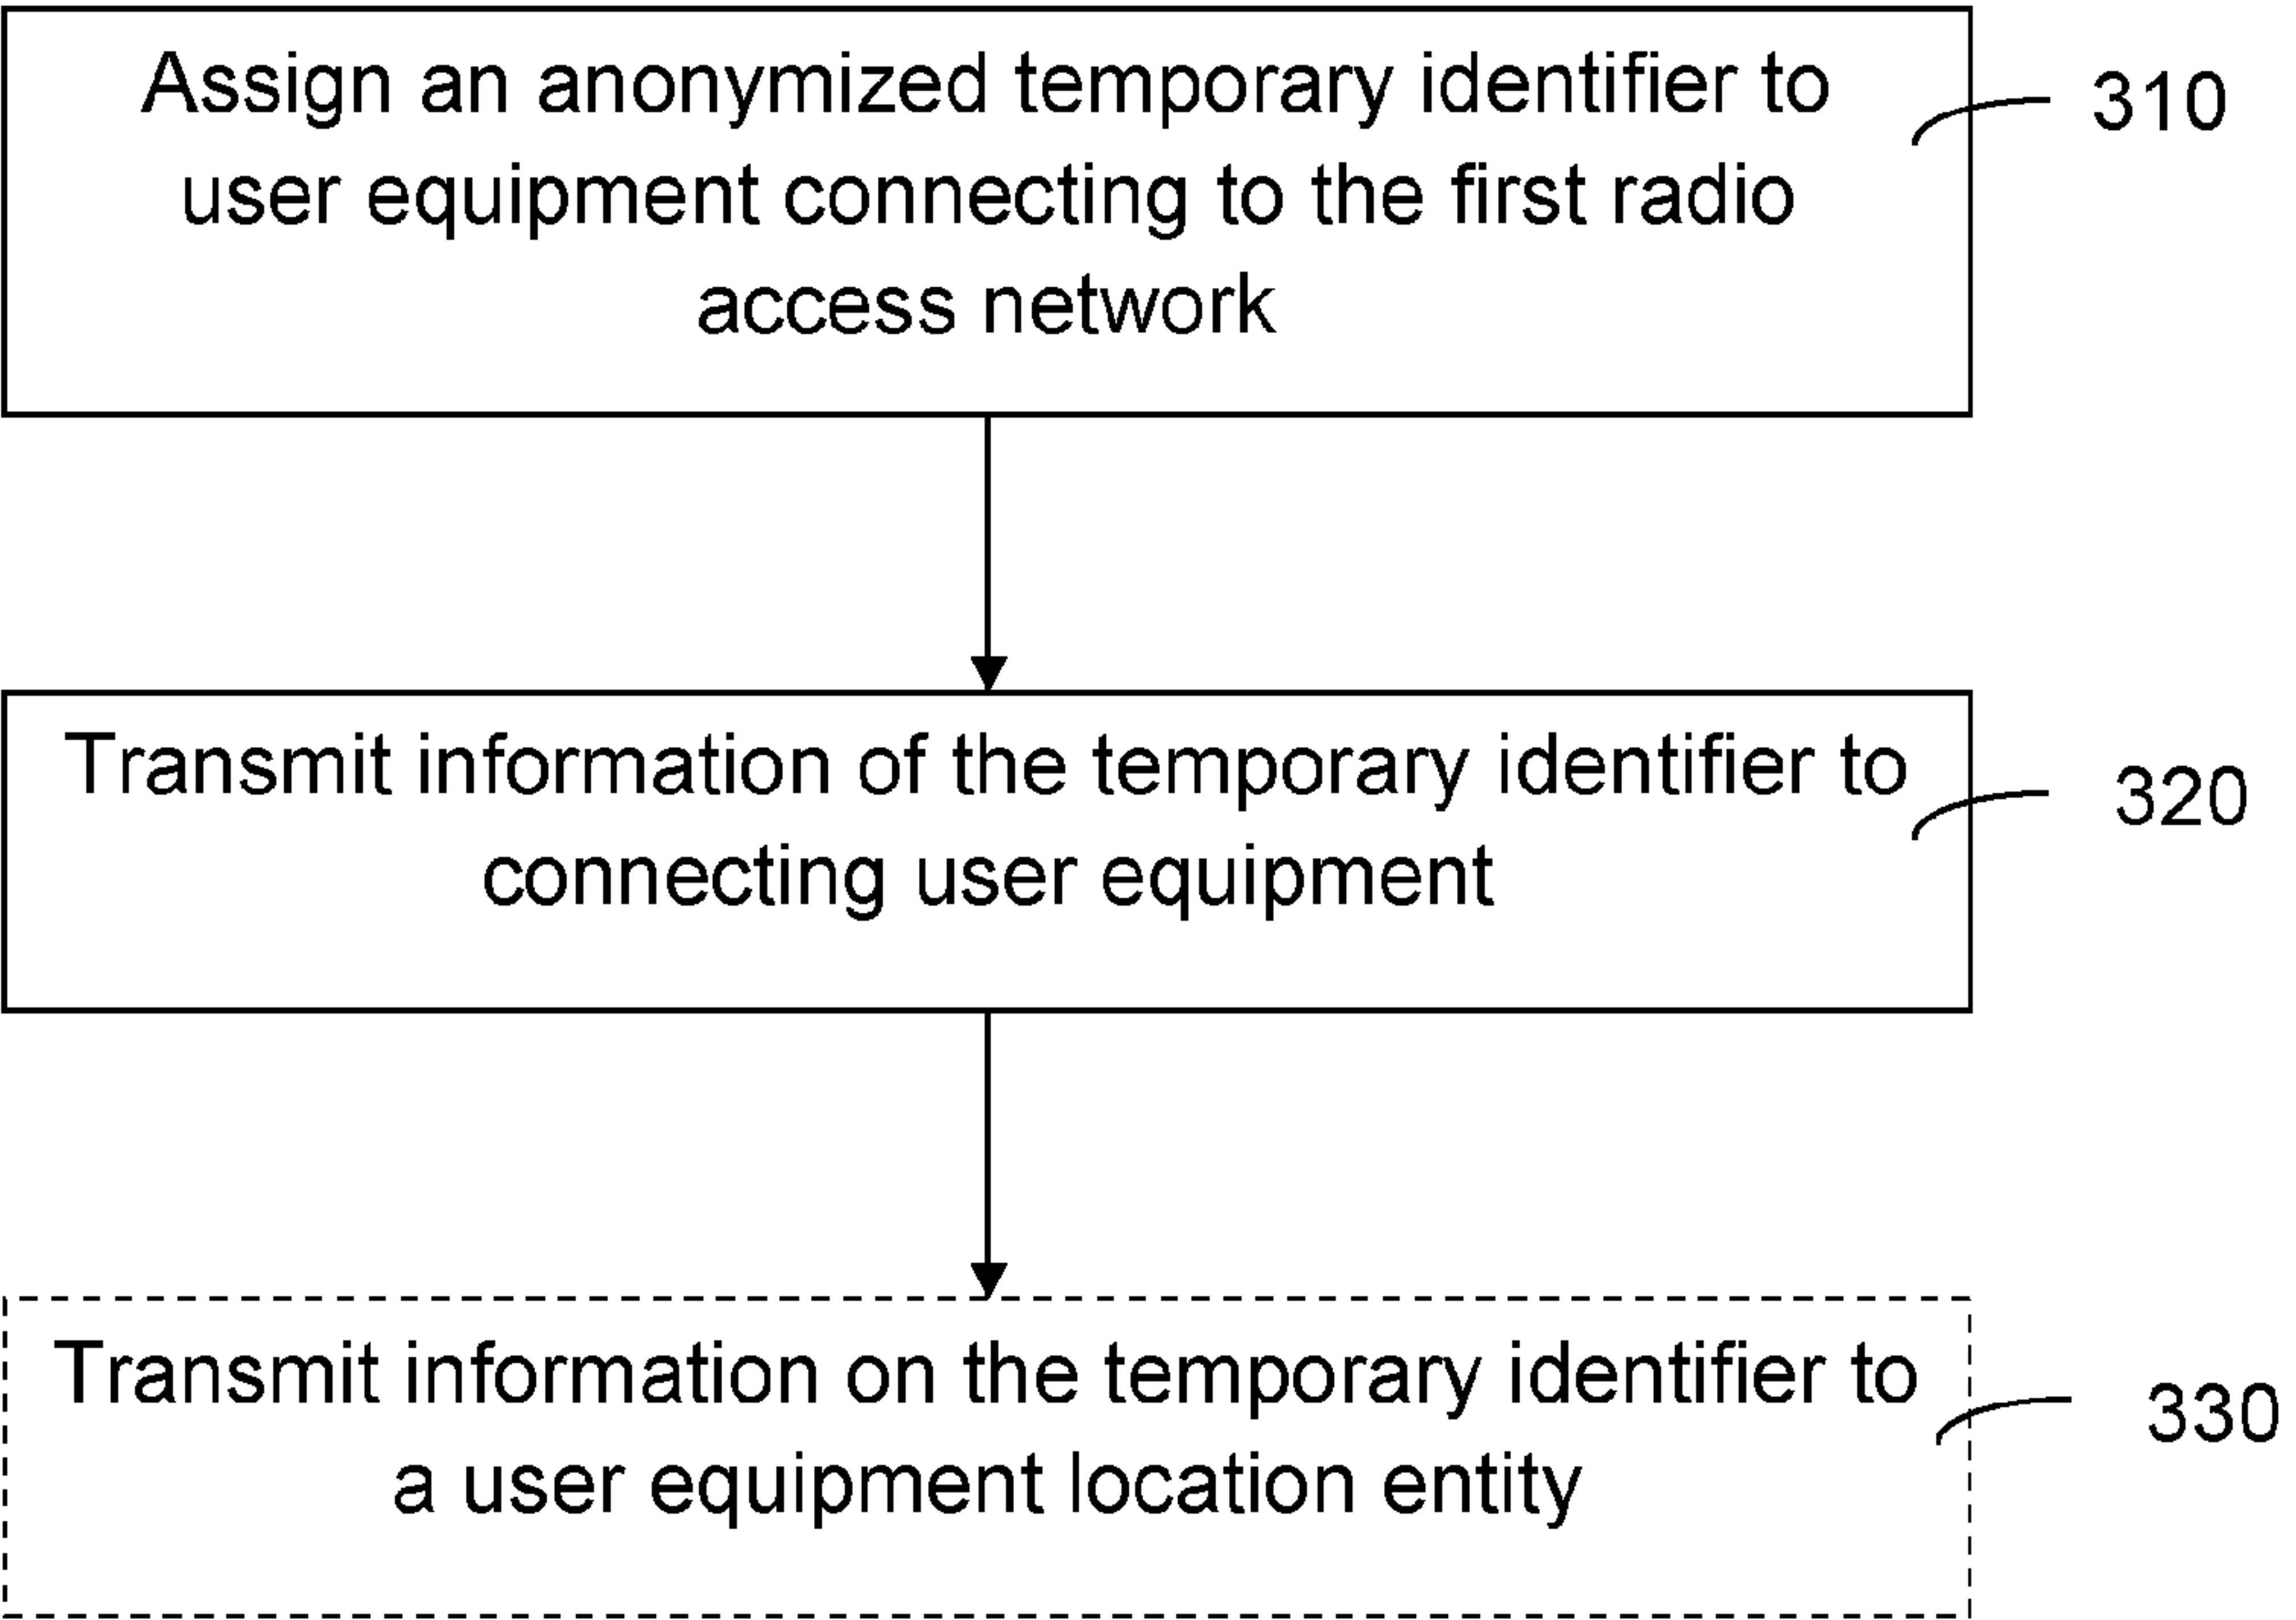 Assign an anonymized temporary identifier to
user equipment connecting to the first radio
access network
310
Transmit information of the temporary identifier to
connecting user equipment
320
Transmit information on the temporary identifier to
a user equipment location entity
330